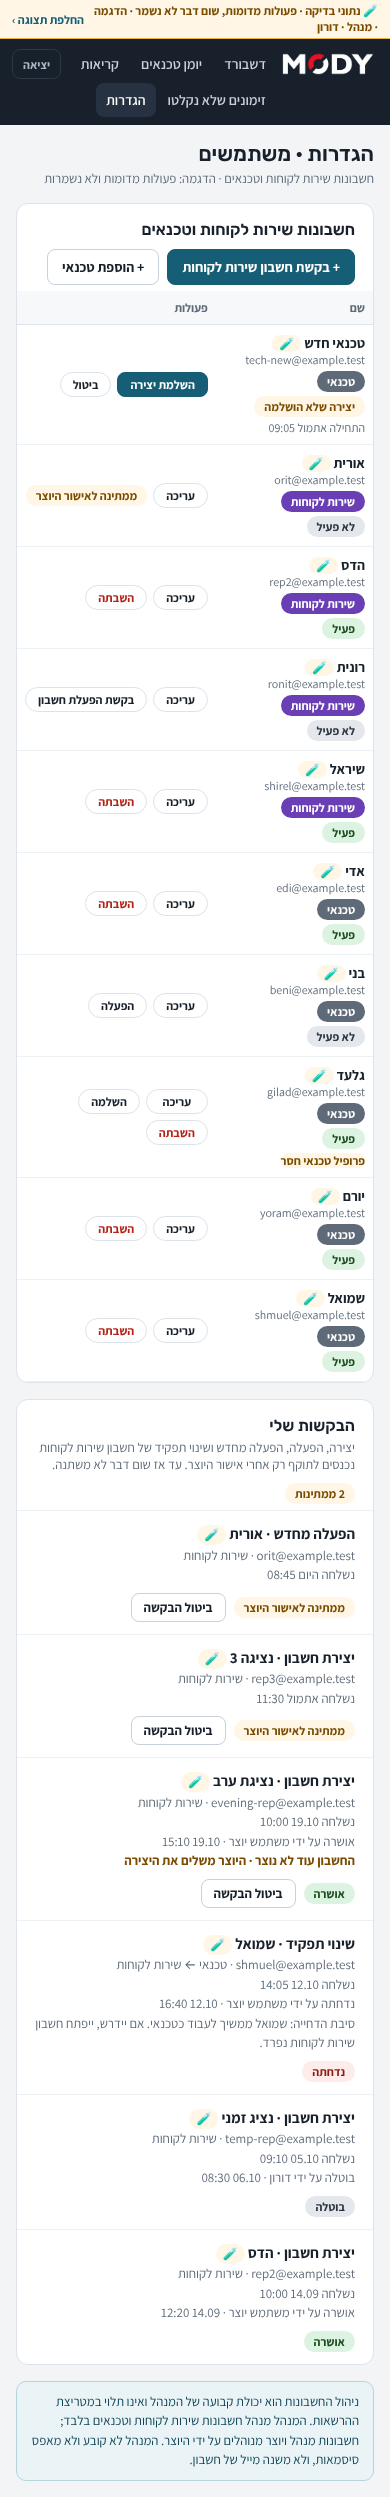 🧪 נתוני בדיקה · פעולות מדומות, שום דבר לא נשמר · הדגמה · מנהל · דורון
החלפת תצוגה ›
MODY
דשבורד
יומן טכנאים
קריאות
יציאה
זימונים שלא נקלטו
הגדרות
הגדרות • משתמשים
חשבונות שירות לקוחות וטכנאים · הדגמה: פעולות מדומות ולא נשמרות
חשבונות שירות לקוחות וטכנאים
+ בקשת חשבון שירות לקוחות
+ הוספת טכנאי
שם
פעולות
טכנאי חדש 🧪
tech-new@example.test
טכנאי
יצירה שלא הושלמה
התחילה אתמול 09:05
השלמת יצירה
ביטול
אורית 🧪
orit@example.test
שירות לקוחות
לא פעיל
עריכה
ממתינה לאישור היוצר
הדס 🧪
rep2@example.test
שירות לקוחות
פעיל
עריכה
השבתה
רונית 🧪
ronit@example.test
שירות לקוחות
לא פעיל
עריכה
בקשת הפעלת חשבון
שיראל 🧪
shirel@example.test
שירות לקוחות
פעיל
עריכה
השבתה
אדי 🧪
edi@example.test
טכנאי
פעיל
עריכה
השבתה
בני 🧪
beni@example.test
טכנאי
לא פעיל
עריכה
הפעלה
גלעד 🧪
gilad@example.test
טכנאי
פעיל
פרופיל טכנאי חסר
עריכה
השלמה
השבתה
יורם 🧪
yoram@example.test
טכנאי
פעיל
עריכה
השבתה
שמואל 🧪
shmuel@example.test
טכנאי
פעיל
עריכה
השבתה
הבקשות שלי
יצירה, הפעלה, הפעלה מחדש ושינוי תפקיד של חשבון שירות לקוחות
נכנסים לתוקף רק אחרי אישור היוצר. עד אז שום דבר לא משתנה.
2 ממתינות
הפעלה מחדש · אורית 🧪
orit@example.test · שירות לקוחות
נשלחה היום 08:45
ממתינה לאישור היוצר
ביטול הבקשה
יצירת חשבון · נציגה 3 🧪
rep3@example.test · שירות לקוחות
נשלחה אתמול 11:30
ממתינה לאישור היוצר
ביטול הבקשה
יצירת חשבון · נציגת ערב 🧪
evening-rep@example.test · שירות לקוחות
נשלחה 19.10 10:00
אושרה על ידי משתמש יוצר · 19.10 15:10
החשבון עוד לא נוצר · היוצר משלים את היצירה
אושרה
ביטול הבקשה
שינוי תפקיד · שמואל 🧪
shmuel@example.test · טכנאי ← שירות לקוחות
נשלחה 12.10 14:05
נדחתה על ידי משתמש יוצר · 12.10 16:40
סיבת הדחייה: שמואל ממשיך לעבוד כטכנאי. אם יידרש, ייפתח חשבון
שירות לקוחות נפרד.
נדחתה
יצירת חשבון · נציג זמני 🧪
temp-rep@example.test · שירות לקוחות
נשלחה 05.10 09:10
בוטלה על ידי דורון · 06.10 08:30
בוטלה
יצירת חשבון · הדס 🧪
rep2@example.test · שירות לקוחות
נשלחה 14.09 10:00
אושרה על ידי משתמש יוצר · 14.09 12:20
אושרה
ניהול החשבונות הוא יכולת קבועה של המנהל ואינו תלוי במטריצת
ההרשאות. המנהל מנהל חשבונות שירות לקוחות וטכנאים בלבד;
חשבונות מנהל ויוצר מנוהלים על ידי היוצר. המנהל לא קובע ולא מאפס
סיסמאות, ולא משנה מייל של חשבון.